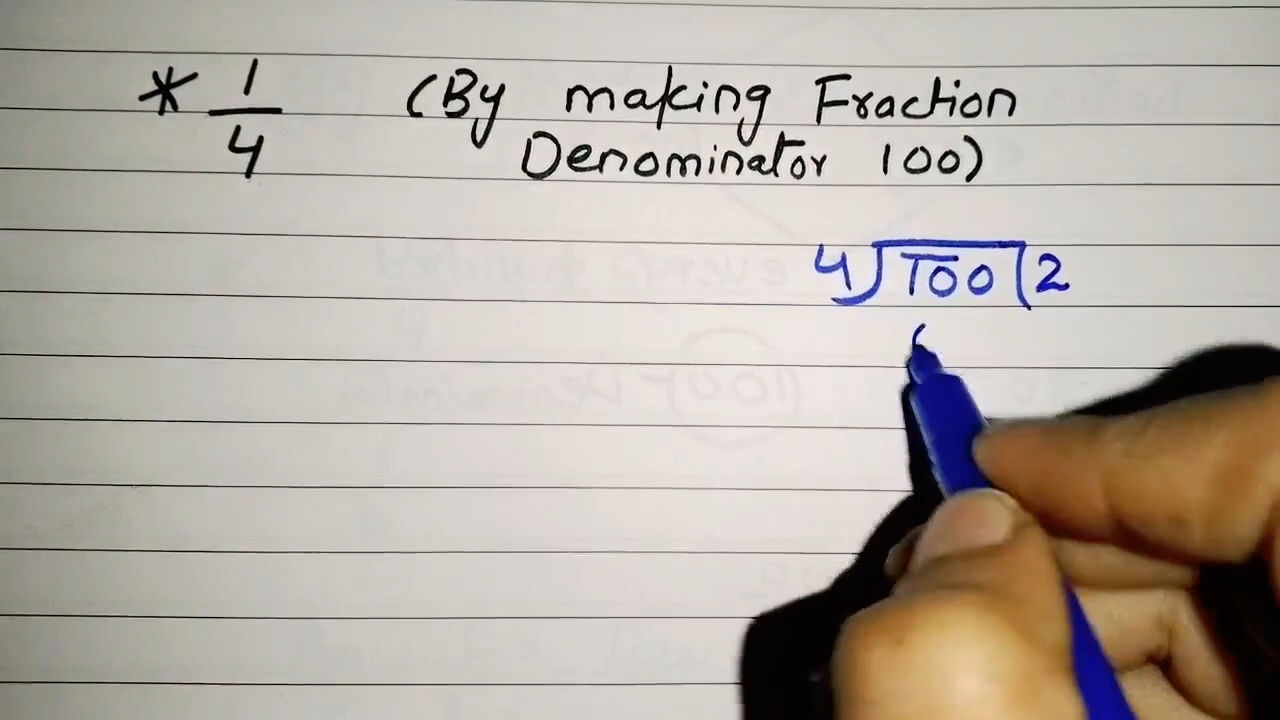 * 1/4 (By making Fraction
Denominator 100)
4)100(2